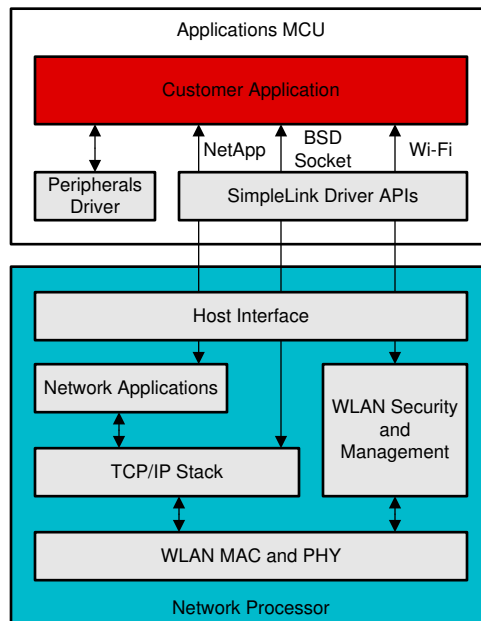 Applications MCU
Customer Application
NetApp
BSD
Socket
Wi-Fi
Peripherals
Driver
SimpleLink Driver APIs
Host Interface
Network Applications
WLAN Security
and
Management
TCP/IP Stack
WLAN MAC and PHY
Network Processor